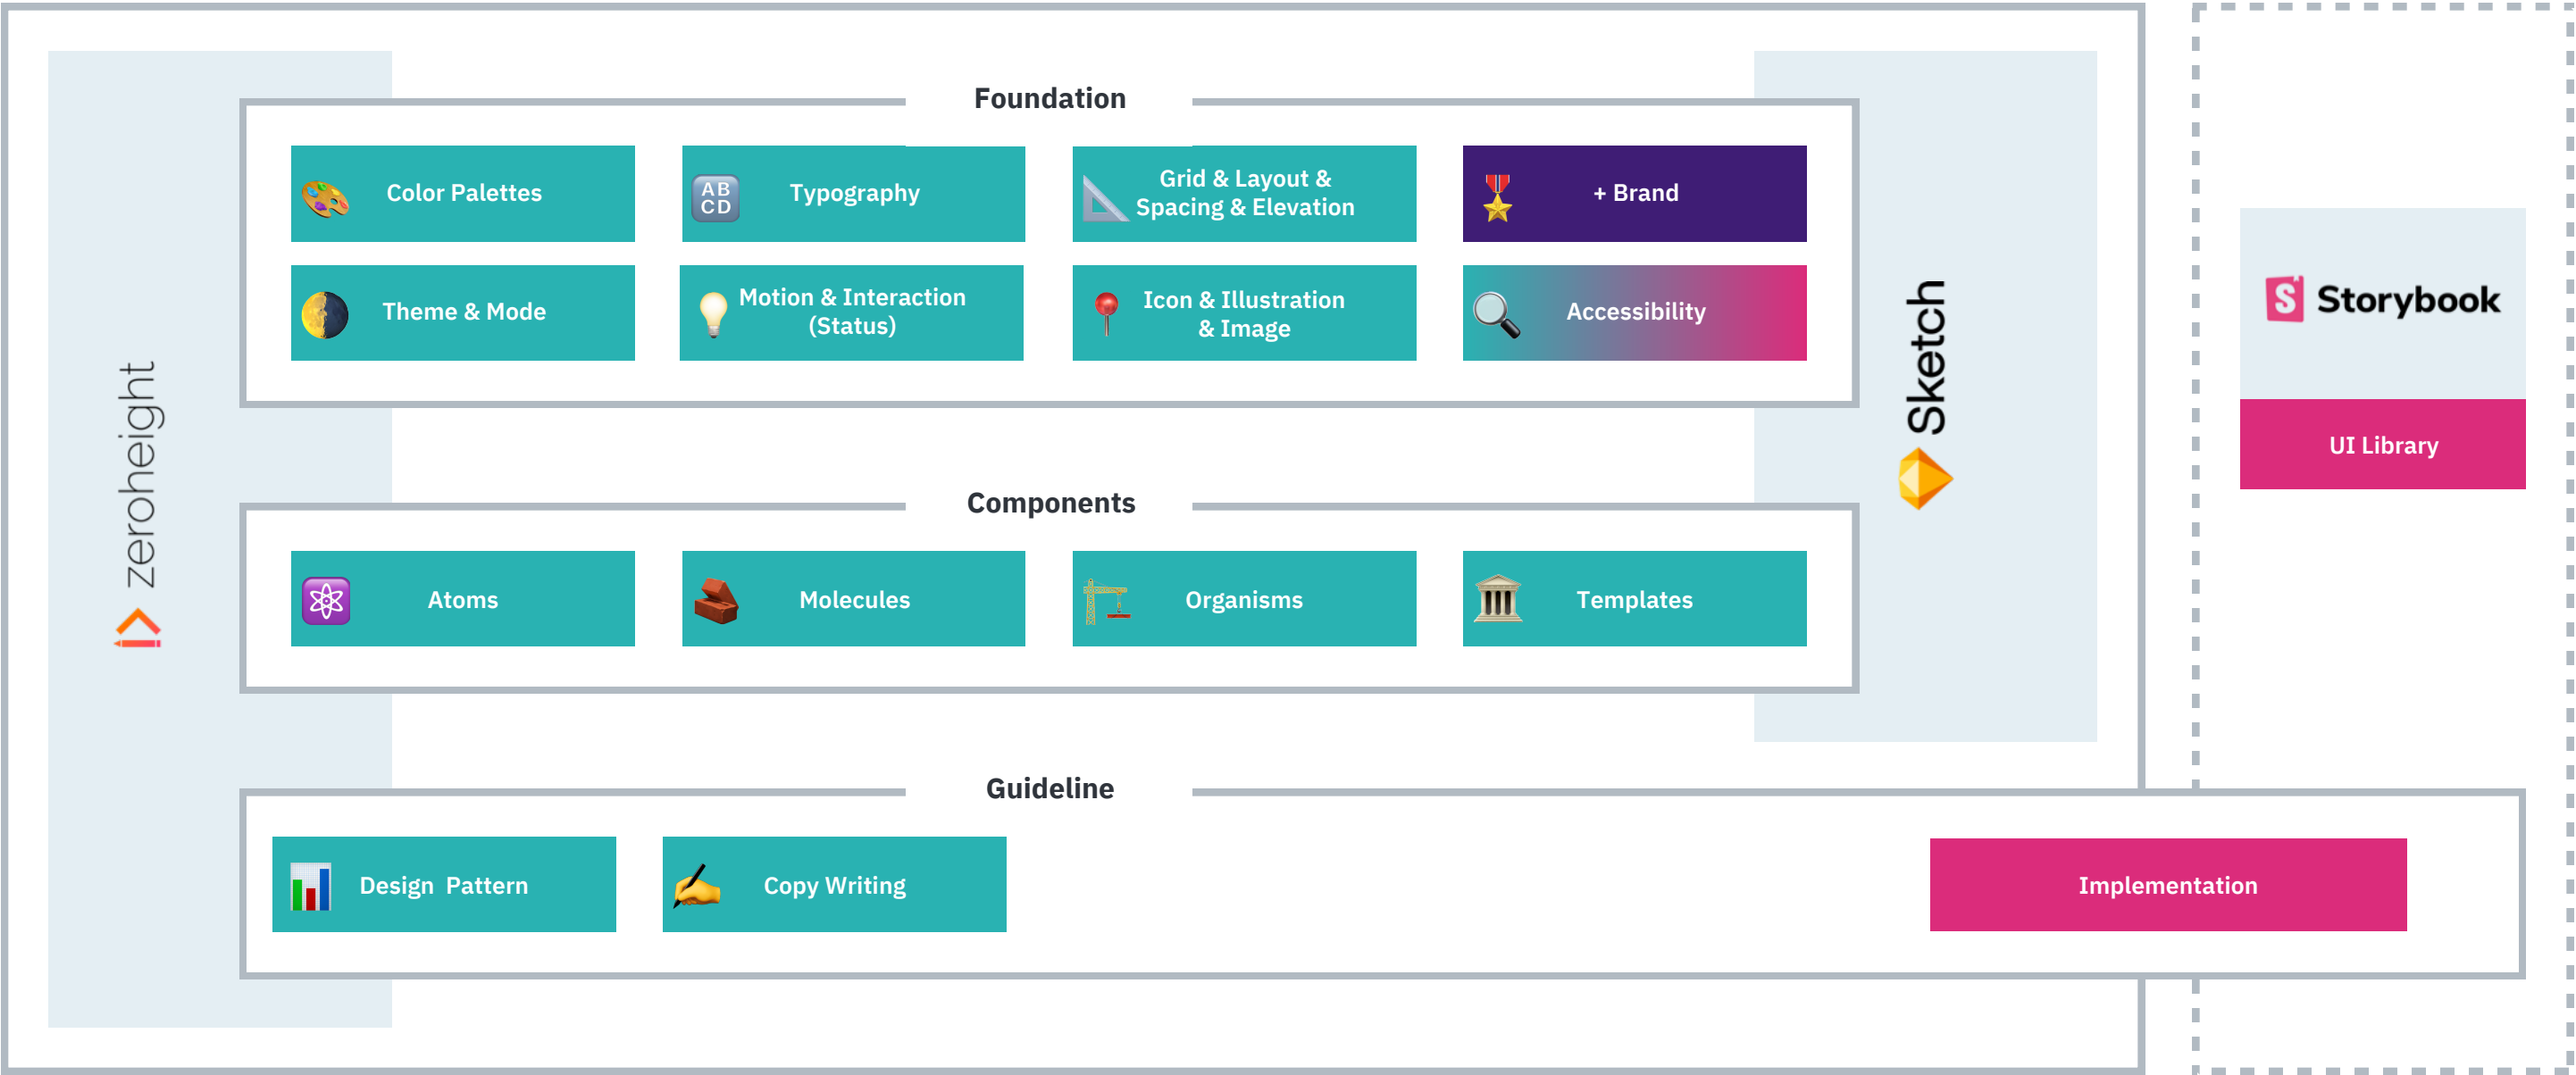 Foundation
Color Palettes
AB
CD
Typography
Grid & Layout &
Spacing & Elevation
+ Brand
Theme & Mode
Motion & Interaction
(Status)
Icon & Illustration
& Image
Accessibility
zeroheight
Sketch
Storybook
UI Library
Components
Atoms
Molecules
Organisms
Templates
Guideline
Design Pattern
Copy Writing
Implementation